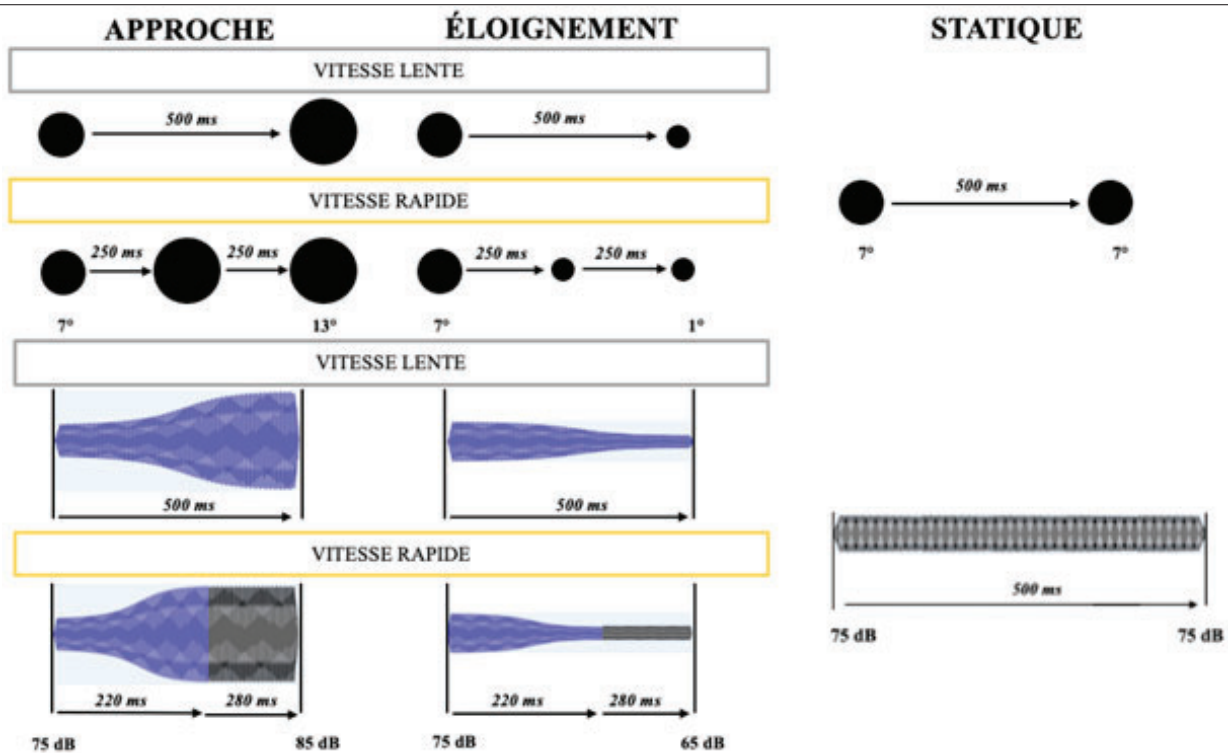 APPROCHE ÉLOIGNEMENT STATIQUE
VITESSE LENTE
500 ms 500 ms
VITESSE RAPIDE
500 ms
250 ms 250 ms 250 ms 250 ms
7° 7°
7° 13° 7° 1°
VITESSE LENTE
500 ms 500 ms
VITESSE RAPIDE
500 ms
75 dB 75 dB
220 ms 280 ms 220 ms 280 ms
75 dB 85 dB 75 dB 65 dB